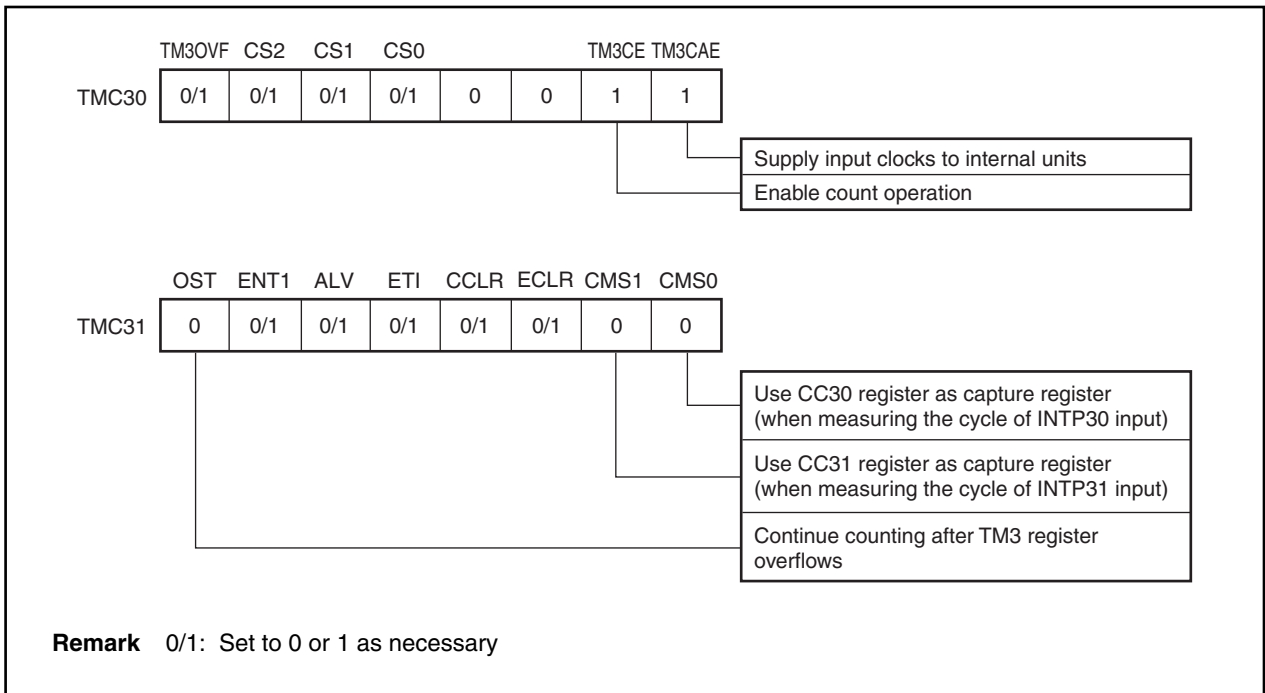 TM3OVF CS2 CS1 CS0 TM3CE TM3CAE
TMC30 0/1 0/1 0/1 0/1 0 0 1 1
Supply input clocks to internal units
Enable count operation
OST ENT1 ALV ETI CCLR ECLR CMS1 CMS0
TMC31 0 0/1 0/1 0/1 0/1 0/1 0 0
Use CC30 register as capture register
(when measuring the cycle of INTP30 input)
Use CC31 register as capture register
(when measuring the cycle of INTP31 input)
Continue counting after TM3 register
overflows
Remark 0/1: Set to 0 or 1 as necessary